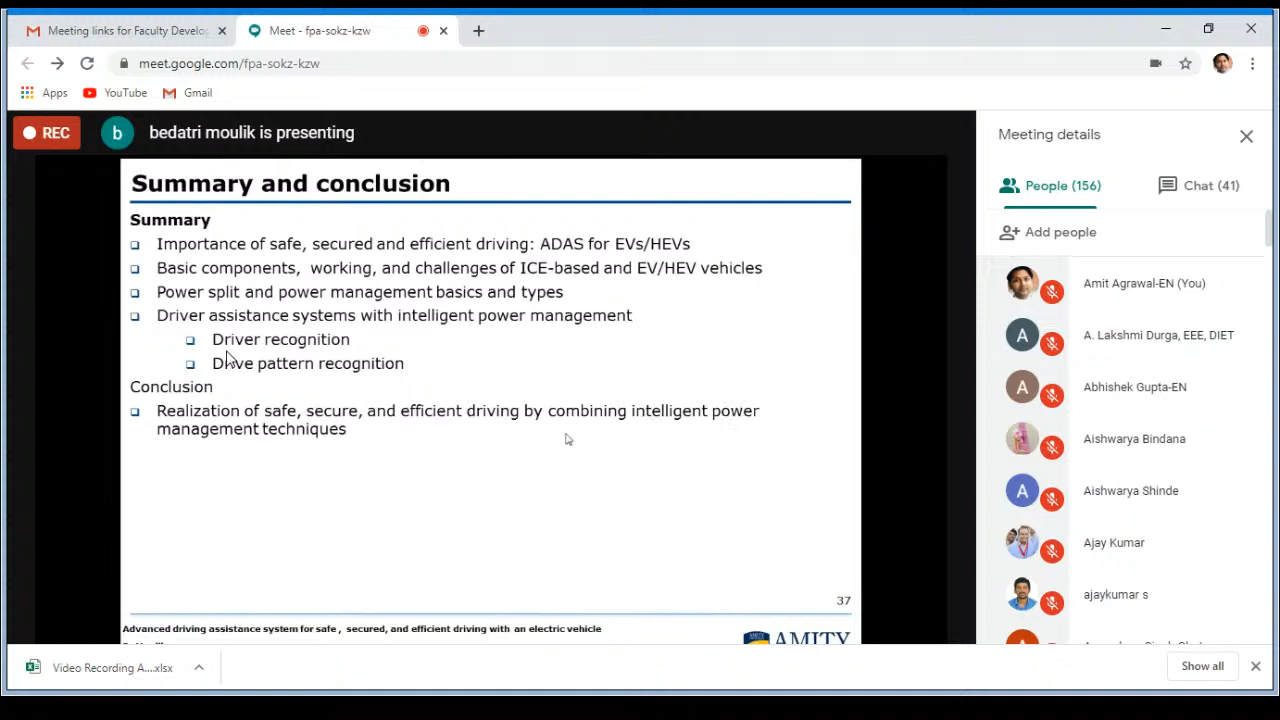 Meeting links for Faculty Develop
Meet - fpa-sokz-kzw
meet.google.com/fpa-sokz-kzw
Apps
YouTube
Gmail
REC
b
bedatri moulik is presenting
Meeting details
Summary and conclusion
Summary
Importance of safe, secured and efficient driving: ADAS for EVs/HEVs
Basic components, working, and challenges of ICE-based and EV/HEV vehicles
Power split and power management basics and types
Driver assistance systems with intelligent power management
Driver recognition
Drive pattern recognition
Conclusion
Realization of safe, secure, and efficient driving by combining intelligent power
management techniques
37
Advanced driving assistance system for safe , secured, and efficient driving with an electric vehicle
AMITY
People (156)
Chat (41)
Add people
Amit Agrawal-EN (You)
A
A. Lakshmi Durga, EEE, DIET
A
Abhishek Gupta-EN
Aishwarya Bindana
A
Aishwarya Shinde
Ajay Kumar
ajaykumar s
Video Recording A....xlsx
Show all